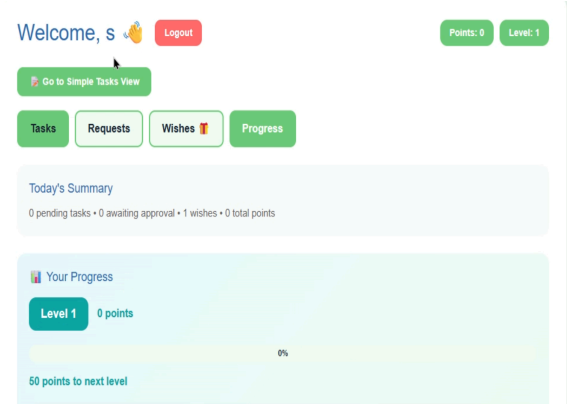 Welcome, s 👋 Logout Points: 0 Level: 1
📝 Go to Simple Tasks View
Tasks Requests Wishes 🎁 Progress
Today's Summary
0 pending tasks • 0 awaiting approval • 1 wishes • 0 total points
📊 Your Progress
Level 1 0 points
0%
50 points to next level